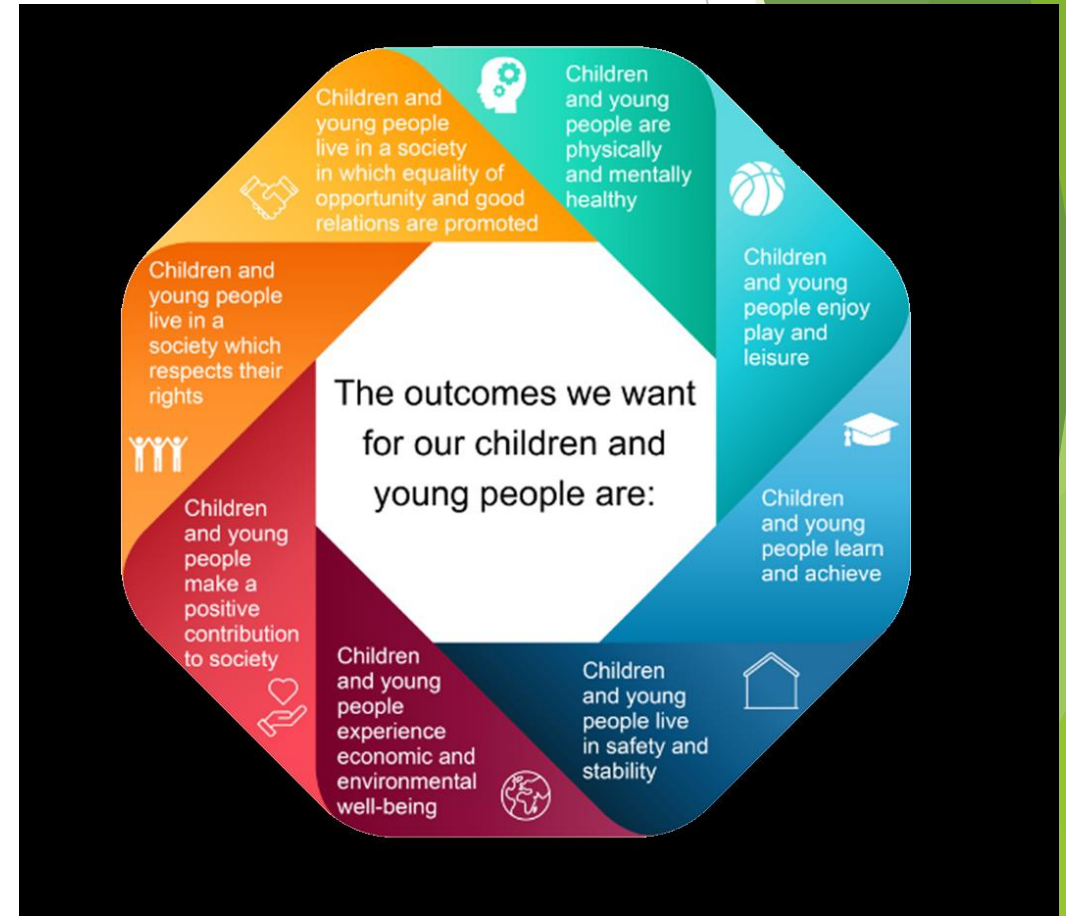 The outcomes we want
for our children and
young people are:
Children
and young
people are
physically
and mentally
healthy
Children
and young
people enjoy
play and
leisure
Children
and young
people learn
and achieve
Children
and young
people live
in safety and
stability
Children
and young
people
experience
economic and
environmental
well-being
Children
and young
people
make a
positive
contribution
to society
Children and
young people
live in a
society which
respects their
rights
Children and
young people
live in a society
in which equality of
opportunity and good
relations are promoted